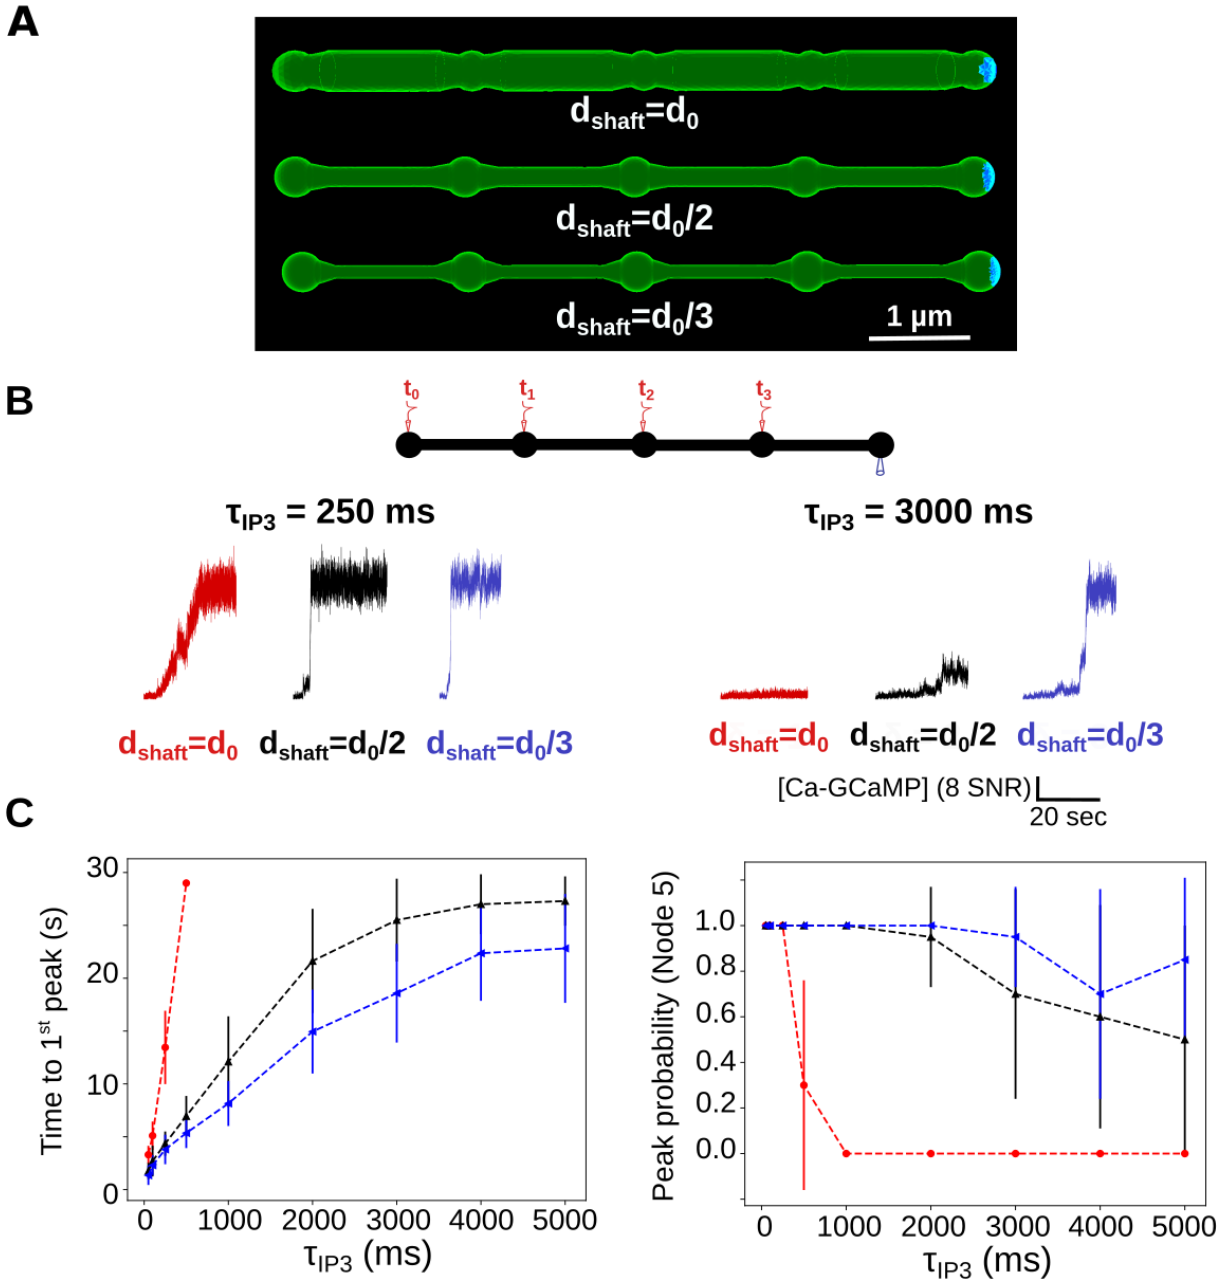 A
dshaft=d0
dshaft=d0/2
dshaft=d0/3
1 µm
B
t0 t1 t2 t3
τIP3 = 250 ms τIP3 = 3000 ms
dshaft=d0 dshaft=d0/2 dshaft=d0/3 dshaft=d0 dshaft=d0/2 dshaft=d0/3
[Ca-GCaMP] (8 SNR)
20 sec
C
Time to 1st peak (s)
30
20
10
0
0 1000 2000 3000 4000 5000
τIP3 (ms)
Peak probability (Node 5)
1.0
0.8
0.6
0.4
0.2
0.0
0 1000 2000 3000 4000 5000
τIP3 (ms)